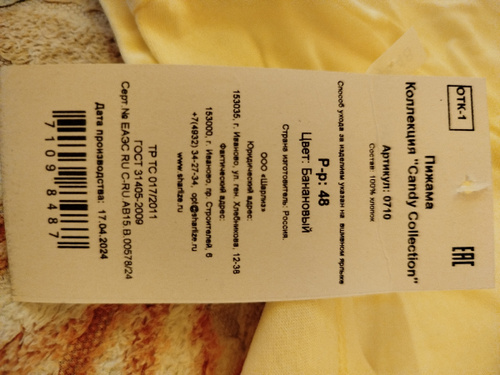 ОТК-1
Пижама
Коллекция "Candy Collection"
Артикул: 0710
Состав: 100% хлопок
Способ ухода за изделием указан на вшивном ярлыке
Р-р: 48
Цвет: Банановый
Страна изготовитель: Россия.
ООО «Шарлиз»
Юридический адрес:
153035, г. Иваново, ул. ген. Хлебникова, 12-38
Фактический адрес:
153000, г. Иваново, пр. Строителей, 6
+7(4932) 34-27-34, opt@sharlize.ru
www.sharlize.ru
ТР ТС 017/2011
ГОСТ 31405-2009
Серт.№ ЕАЭС RU C-RU.АВ15.В.00578/24
Дата производства: 17.04.2024
71098487
ЕАС